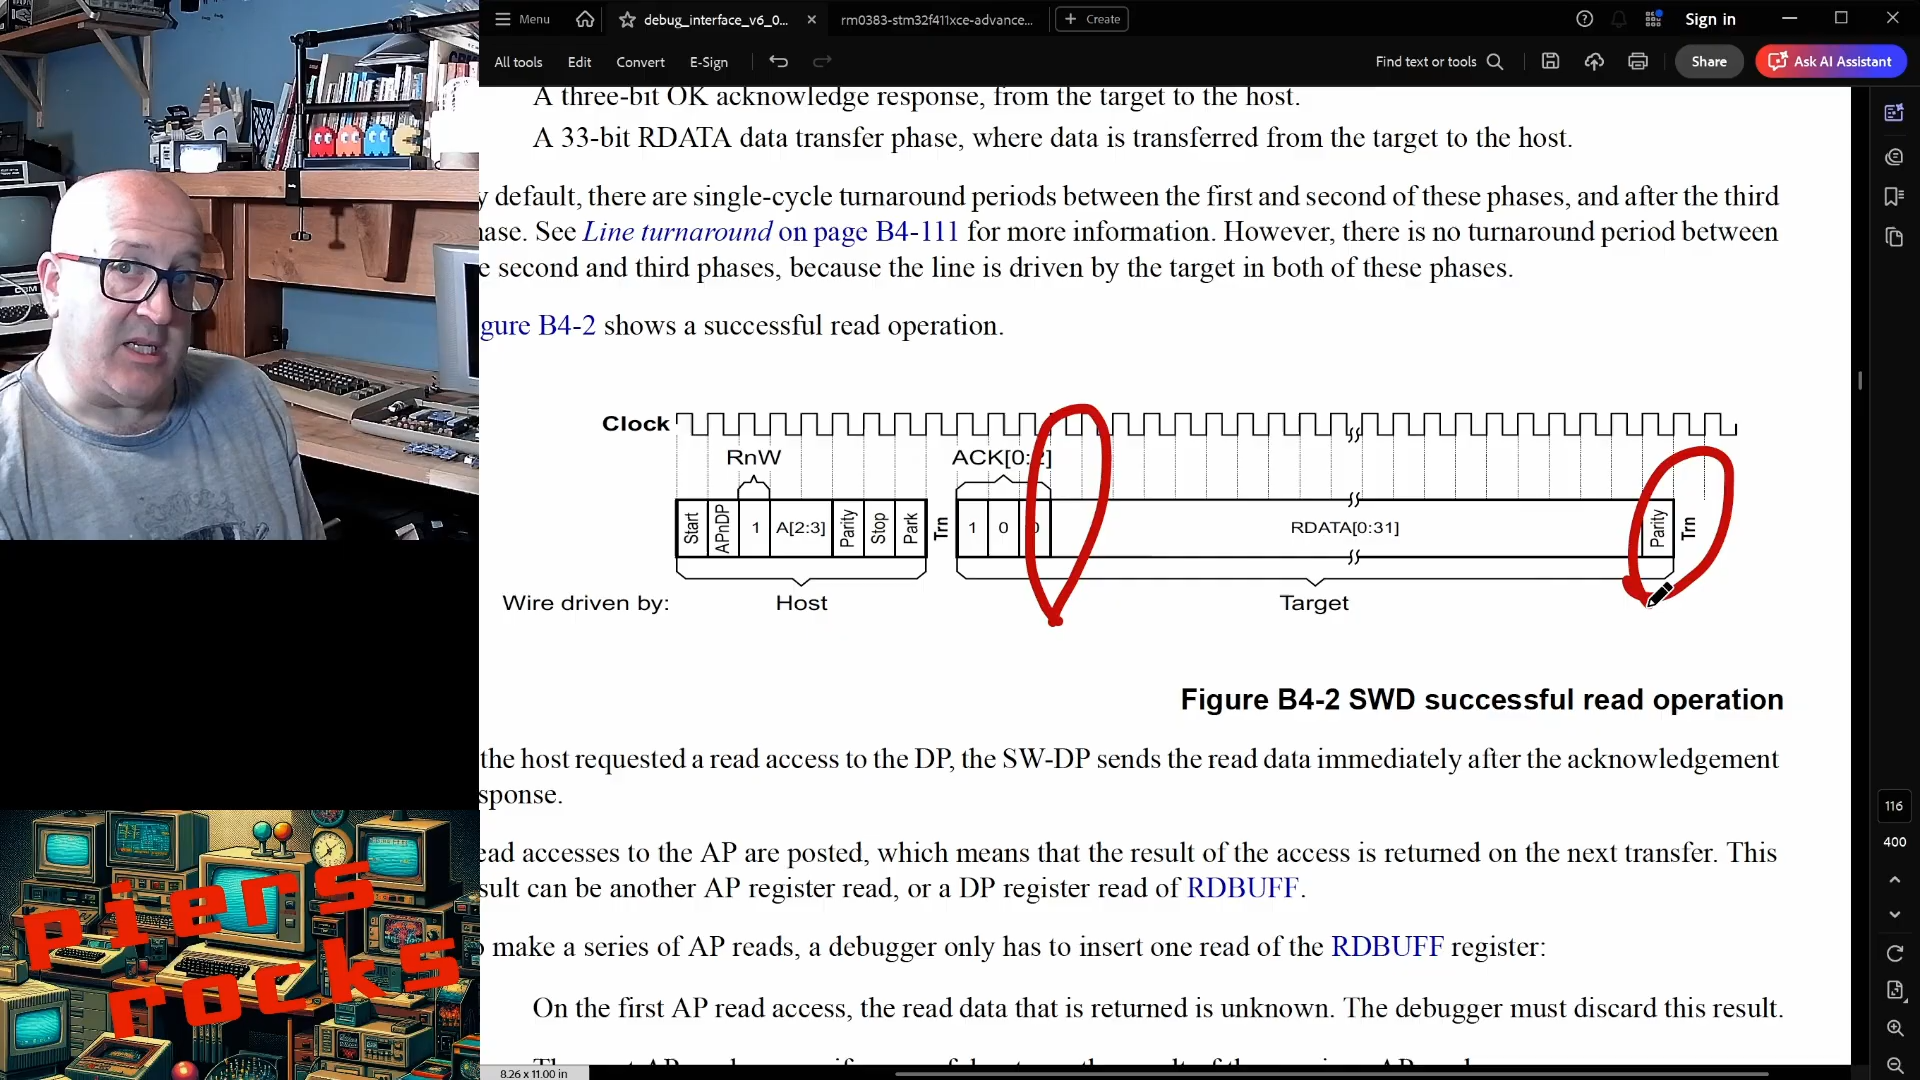 Menu
debug_interface_v6_0...
rm0383-stm32f411xce-advance...
Create
Sign in
All tools
Edit
Convert
E-Sign
Find text or tools
Share
Ask AI Assistant
A three-bit OK acknowledge response, from the target to the host.
A 33-bit RDATA data transfer phase, where data is transferred from the target to the host.
y default, there are single-cycle turnaround periods between the first and second of these phases, and after the third
hase. See Line turnaround on page B4-111 for more information. However, there is no turnaround period between
e second and third phases, because the line is driven by the target in both of these phases.
gure B4-2 shows a successful read operation.
Clock
RnW
ACK[0:2]
Start
APnDP
1
A[2:3]
Parity
Stop
Park
Trn
1
0
0
RDATA[0:31]
Parity
Trn
Wire driven by:
Host
Target
Figure B4-2 SWD successful read operation
the host requested a read access to the DP, the SW-DP sends the read data immediately after the acknowledgement
sponse.
ead accesses to the AP are posted, which means that the result of the access is returned on the next transfer. This
sult can be another AP register read, or a DP register read of RDBUFF.
make a series of AP reads, a debugger only has to insert one read of the RDBUFF register:
On the first AP read access, the read data that is returned is unknown. The debugger must discard this result.
116
400
8.26 x 11.00 in
piers
rocks